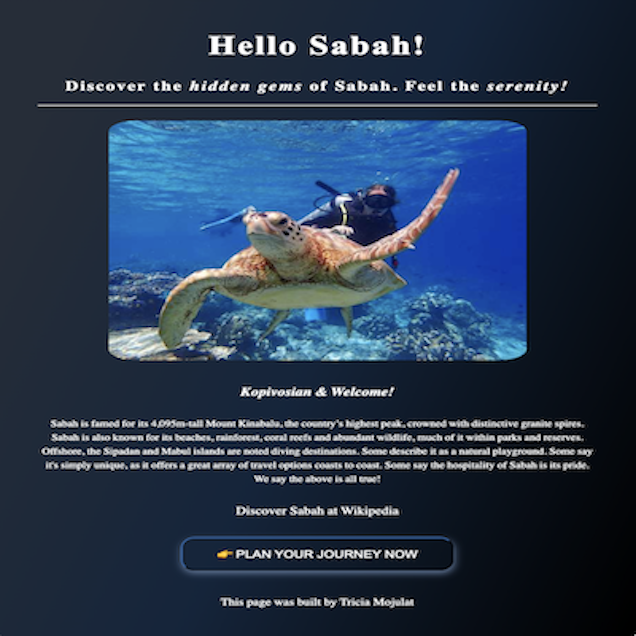 Hello Sabah!
Discover the hidden gems of Sabah. Feel the serenity!
Kopivosian & Welcome!
Sabah is famed for its 4,095m-tall Mount Kinabalu, the country's highest peak, crowned with distinctive granite spires.
Sabah is also known for its beaches, rainforest, coral reefs and abundant wildlife, much of it within parks and reserves.
Offshore, the Sipadan and Mabul islands are noted diving destinations. Some describe it as a natural playground. Some say
it's simply unique, as it offers a great array of travel options coasts to coast. Some say the hospitality of Sabah is its pride.
We say the above is all true!
Discover Sabah at Wikipedia
👉 PLAN YOUR JOURNEY NOW
This page was built by Tricia Mojulat